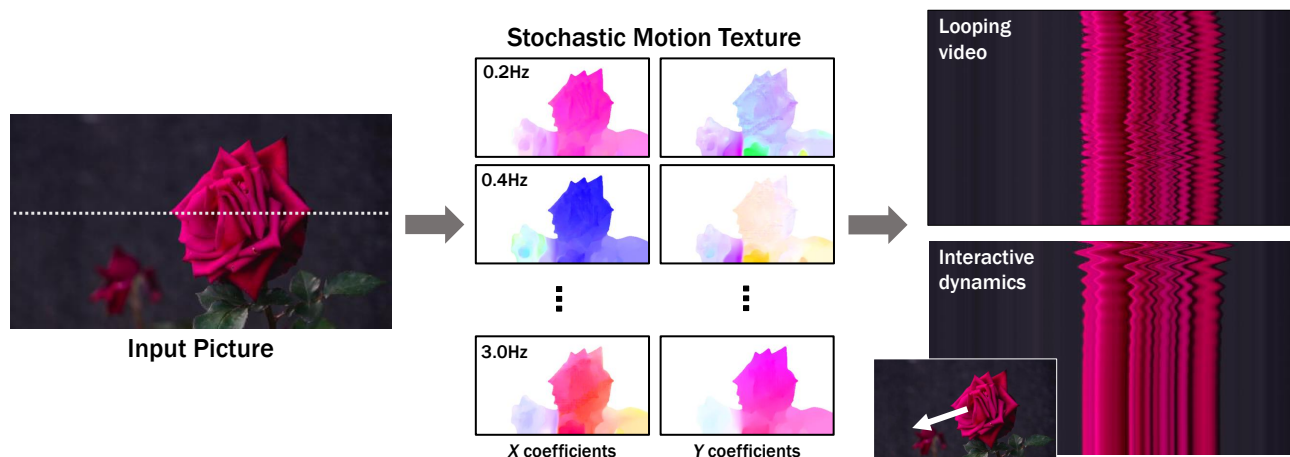 Stochastic Motion Texture
Input Picture
0.2Hz
0.4Hz
3.0Hz
X coefficients
Y coefficients
Looping
video
Interactive
dynamics